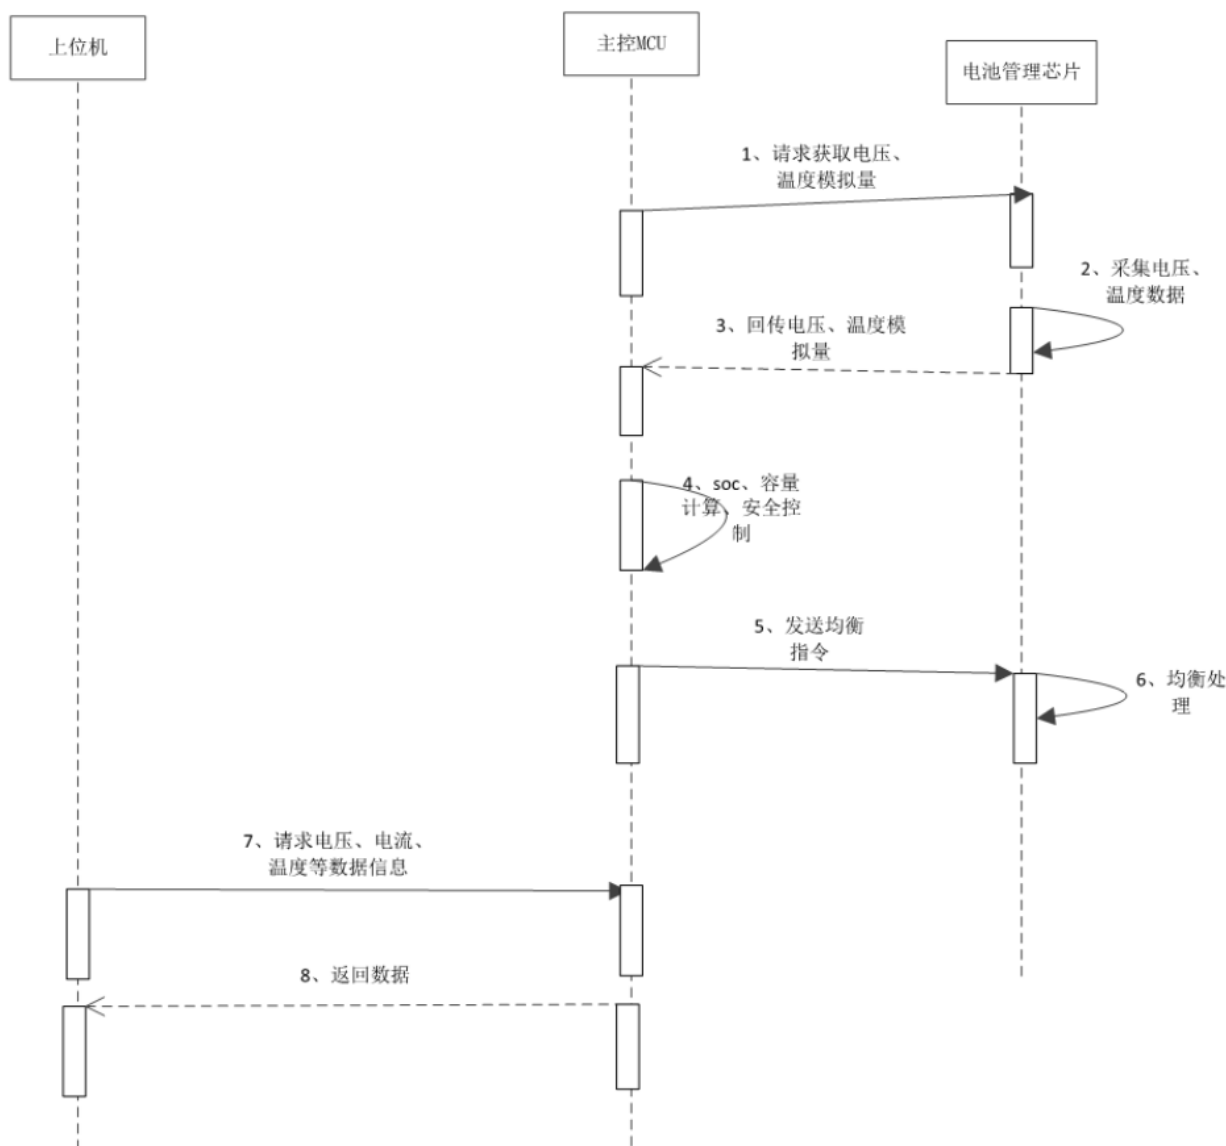 上位机
主控MCU
电池管理芯片
1、请求获取电压、
温度模拟量
2、采集电压、
温度数据
3、回传电压、温度模
拟量
4、soc、容量
计算、安全控
制
5、发送均衡
指令
6、均衡处
理
7、请求电压、电流、
温度等数据信息
8、返回数据